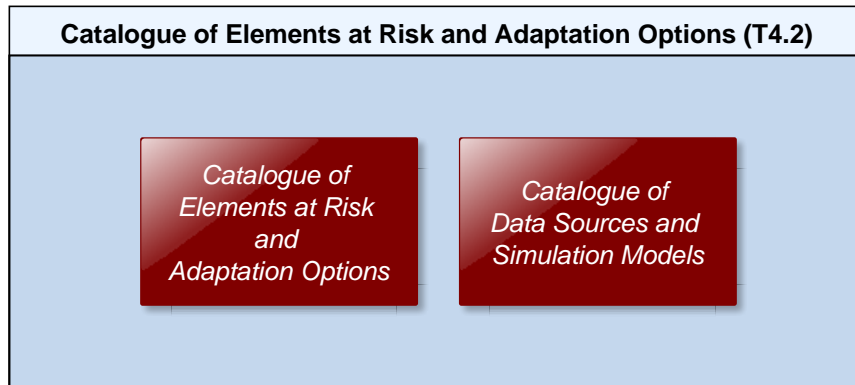 Catalogue of Elements at Risk and Adaptation Options (T4.2)
Catalogue of
Elements at Risk
and
Adaptation Options
Catalogue of
Data Sources and
Simulation Models